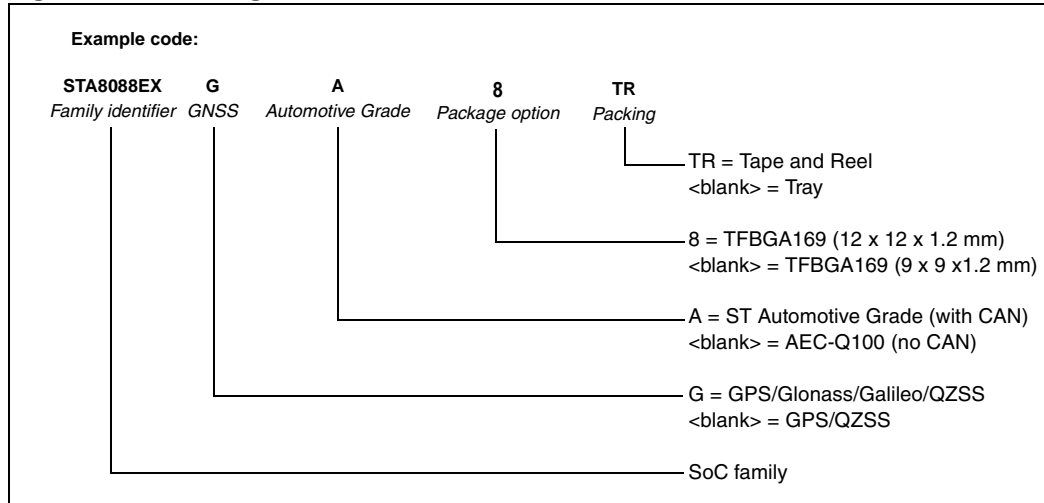 Example code:
STA8088EX G A 8 TR
Family identifier GNSS Automotive Grade Package option Packing
TR = Tape and Reel
<blank> = Tray
8 = TFBGA169 (12 x 12 x 1.2 mm)
<blank> = TFBGA169 (9 x 9 x1.2 mm)
A = ST Automotive Grade (with CAN)
<blank> = AEC-Q100 (no CAN)
G = GPS/Glonass/Galileo/QZSS
<blank> = GPS/QZSS
SoC family